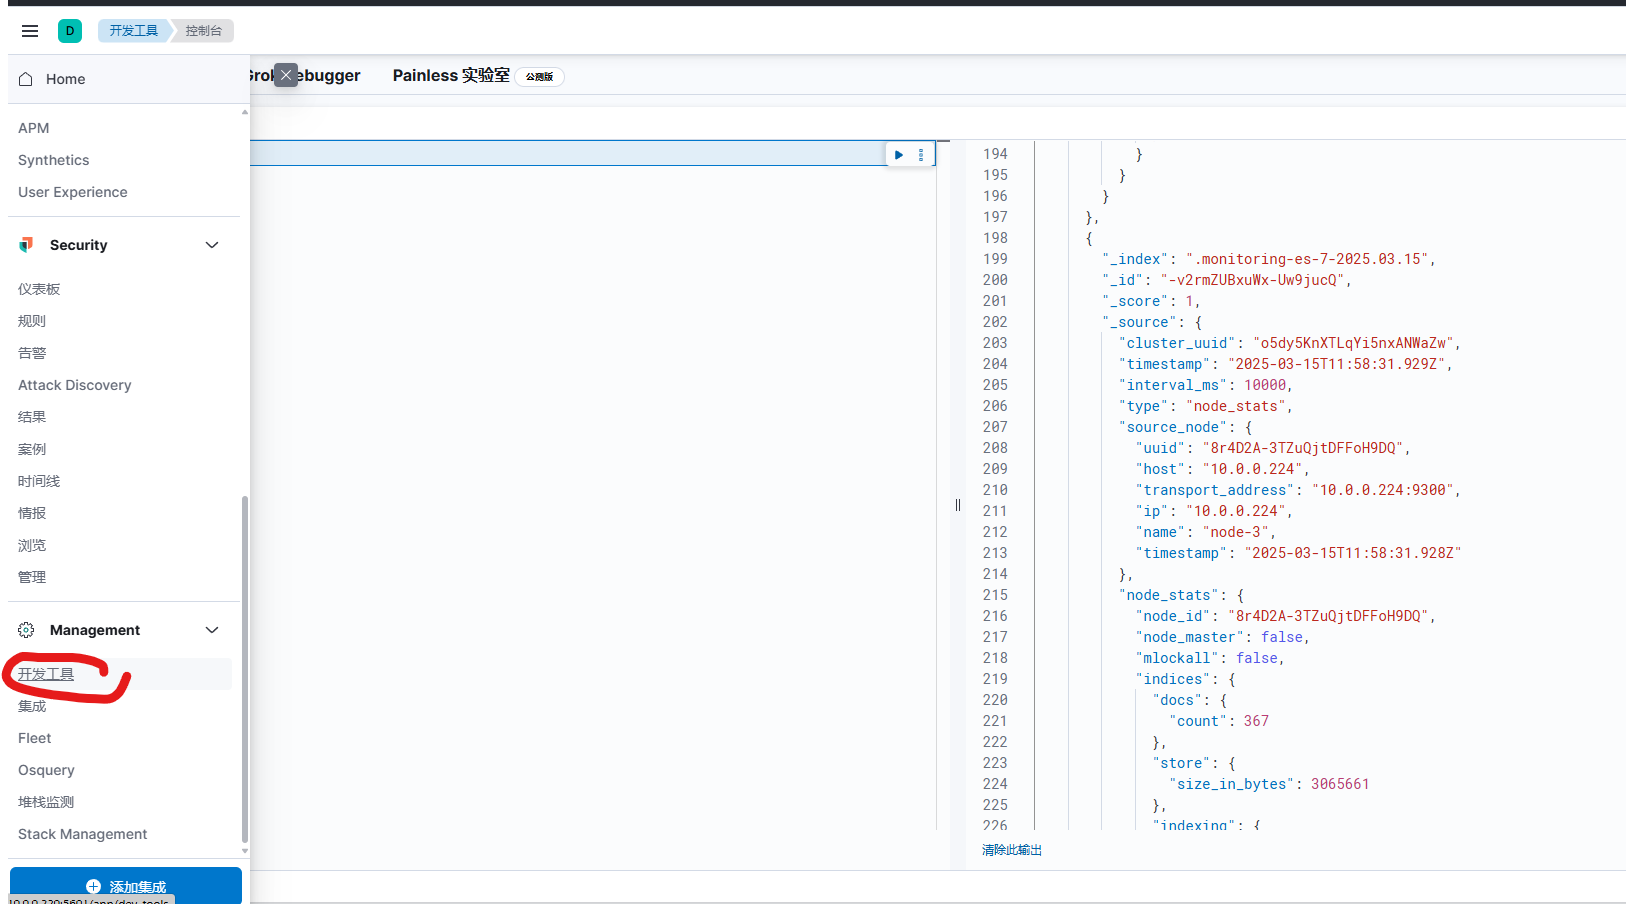 D
开发工具
控制台
Home
Debugger
Painless 实验室
公测版
APM
Synthetics
User Experience
Security
仪表板
规则
告警
Attack Discovery
结果
案例
时间线
情报
浏览
管理
Management
开发工具
集成
Fleet
Osquery
堆栈监测
Stack Management
添加集成
194 }
195 }
196 }
197 },
198 {
199 "_index": ".monitoring-es-7-2025.03.15",
200 "_id": "-v2rmZUBxuWx-Uw9jucQ",
201 "_score": 1,
202 "_source": {
203 "cluster_uuid": "o5dy5KnXTLqYi5nxANWaZw",
204 "timestamp": "2025-03-15T11:58:31.929Z",
205 "interval_ms": 10000,
206 "type": "node_stats",
207 "source_node": {
208 "uuid": "8r4D2A-3TZuQjtDFFoH9DQ",
209 "host": "10.0.0.224",
210 "transport_address": "10.0.0.224:9300",
211 "ip": "10.0.0.224",
212 "name": "node-3",
213 "timestamp": "2025-03-15T11:58:31.928Z"
214 },
215 "node_stats": {
216 "node_id": "8r4D2A-3TZuQjtDFFoH9DQ",
217 "node_master": false,
218 "mlockall": false,
219 "indices": {
220 "docs": {
221 "count": 367
222 },
223 "store": {
224 "size_in_bytes": 3065661
225 },
226 "indexing": {
清除此输出